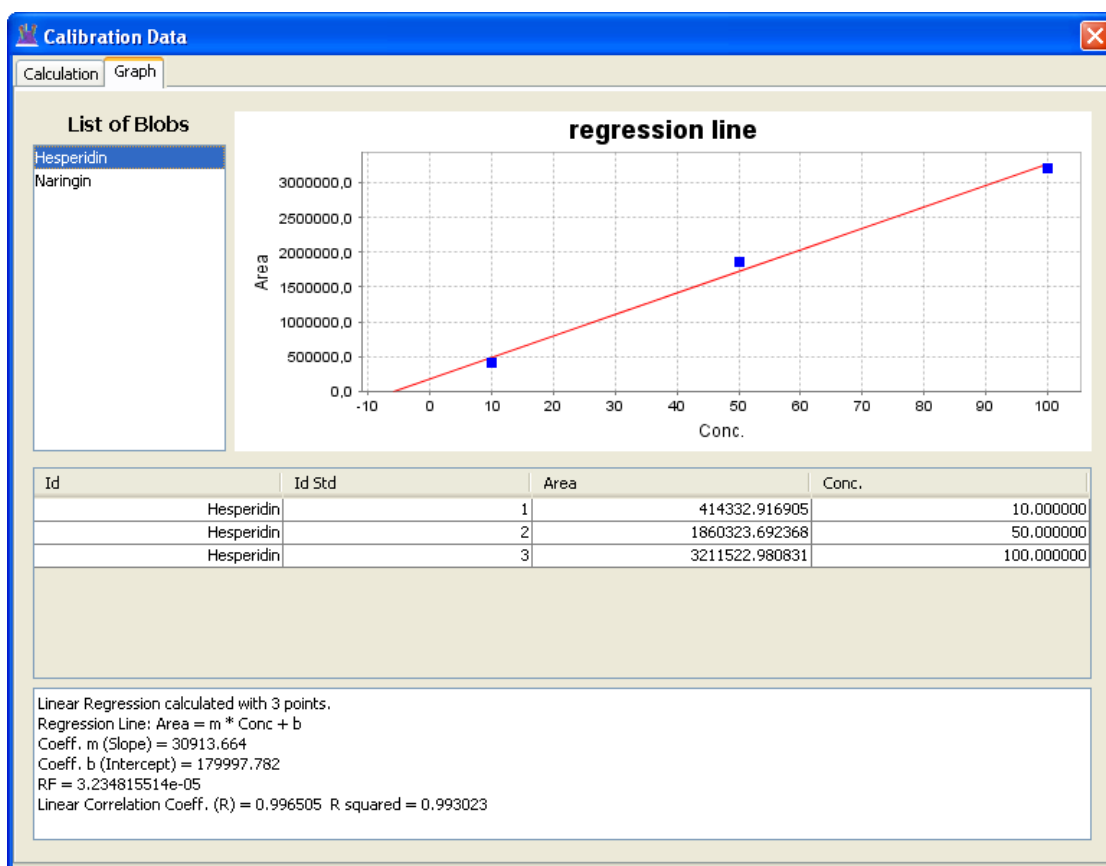 Calibration Data
Calculation Graph
List of Blobs
Hesperidin
Naringin
regression line
Area
3000000,0
2500000,0
2000000,0
1500000,0
1000000,0
500000,0
0,0
-10 0 10 20 30 40 50 60 70 80 90 100
Conc.
Id Id Std Area Conc.
Hesperidin 1 414332.916905 10.000000
Hesperidin 2 1860323.692368 50.000000
Hesperidin 3 3211522.980831 100.000000
Linear Regression calculated with 3 points.
Regression Line: Area = m * Conc + b
Coeff. m (Slope) = 30913.664
Coeff. b (Intercept) = 179997.782
RF = 3.234815514e-05
Linear Correlation Coeff. (R) = 0.996505 R squared = 0.993023